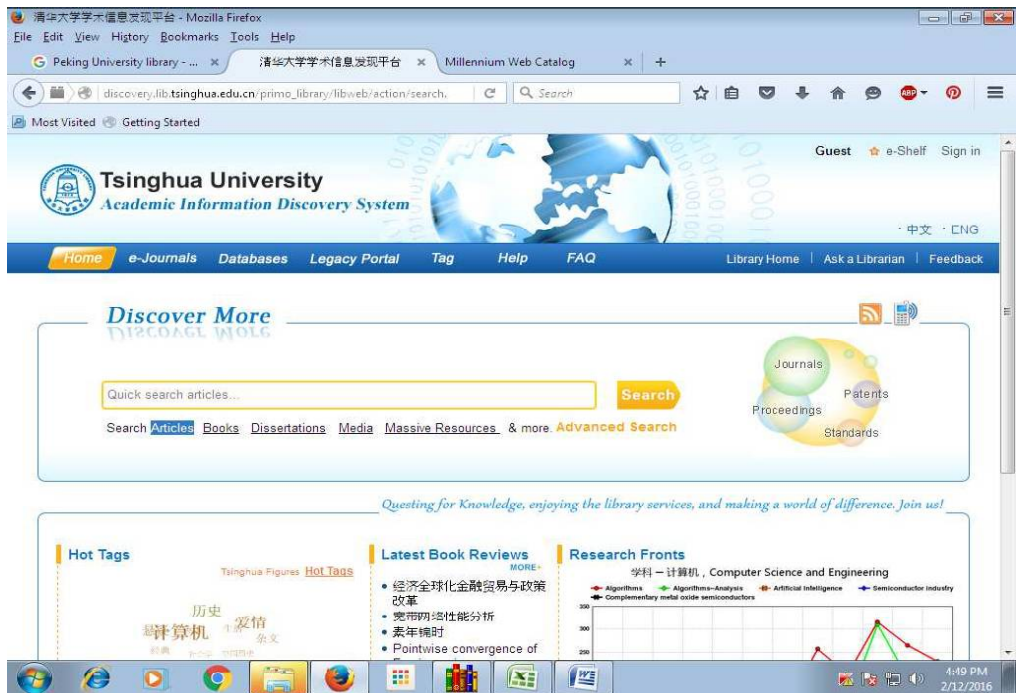 清华大学学术信息发现平台 - Mozilla Firefox
File Edit View History Bookmarks Tools Help
Peking University library - ... 清华大学学术信息发现平台 Millennium Web Catalog
discovery.lib.tsinghua.edu.cn/primo_library/libweb/action/search. Search ABP
Most Visited Getting Started
Guest e-Shelf Sign in
Tsinghua University
Academic Information Discovery System
· 中文 · ENG
Home e-Journals Databases Legacy Portal Tag Help FAQ Library Home | Ask a Librarian | Feedback
Discover More
Quick search articles... Search
Search Articles Books Dissertations Media Massive Resources & more. Advanced Search
Journals
Patents
Proceedings
Standards
Questing for Knowledge, enjoying the library services, and making a world of difference. Join us!
Hot Tags
Tsinghua Figures Hot Tags
历史
爱情
计算机
杂文
Latest Book Reviews
MORE
• 经济全球化金融贸易与政策
改革
• 宽带网络性能分析
• 素年锦时
• Pointwise convergence of
Research Fronts
学科 – 计算机 , Computer Science and Engineering
Algorithms Algorithms-Analysis Artificial Intelligence Semiconductor industry
Complementary metal oxide semiconductors
350
300
250
4:49 PM
2/12/2016